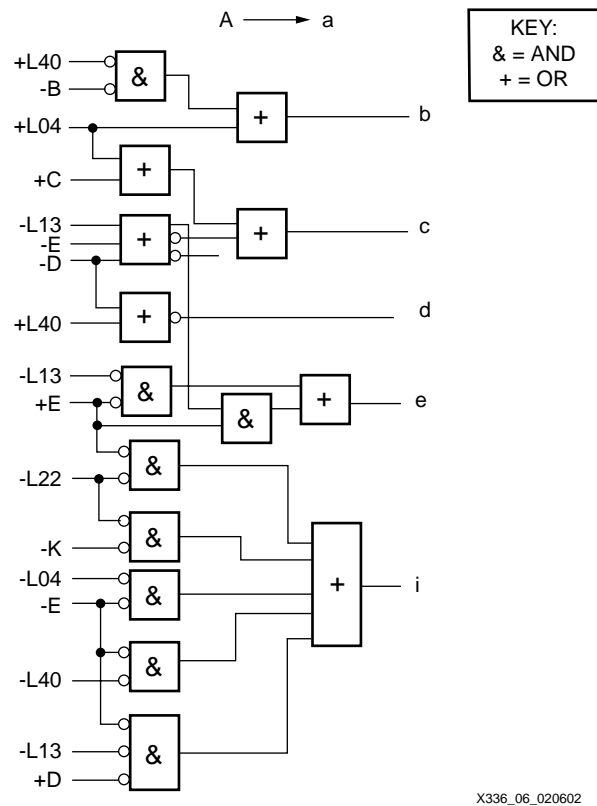 A a
KEY:
& = AND
+ = OR
+L40
-B
&
+
b
+L04
+
+C
-L13
-E
-D
+
+
c
+L40
+
d
-L13
+E
&
&
+
e
&
-L22
&
-K
-L04
-E
&
+
i
&
-L40
&
-L13
+D
X336_06_020602